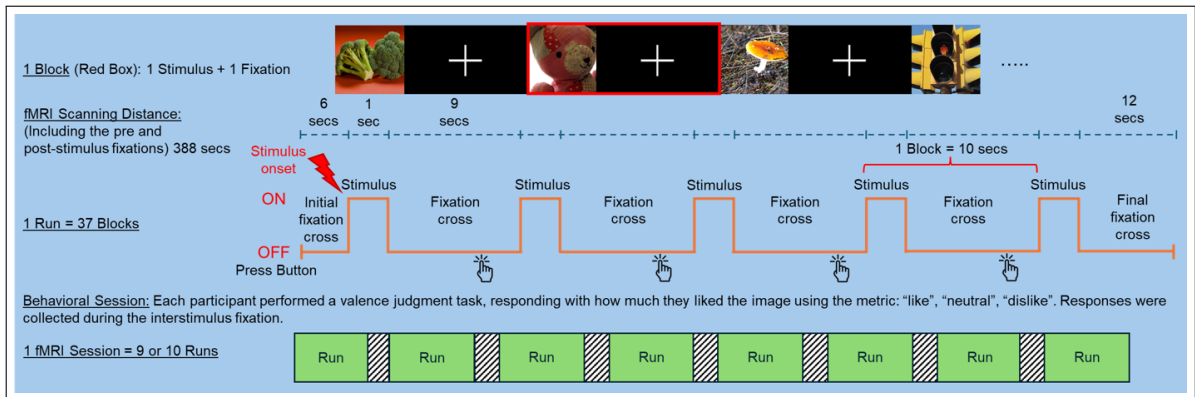 1 Block (Red Box): 1 Stimulus + 1 Fixation
.....
6 secs
1 sec
9 secs
12 secs
fMRI Scanning Distance:
(Including the pre and
post-stimulus fixations) 388 secs
Stimulus onset
1 Block = 10 secs
ON
Initial fixation cross
Stimulus
Fixation cross
Stimulus
Fixation cross
Stimulus
Fixation cross
Stimulus
Fixation cross
Stimulus
Final fixation cross
1 Run = 37 Blocks
OFF
Press Button
Behavioral Session: Each participant performed a valence judgment task, responding with how much they liked the image using the metric: “like”, “neutral”, “dislike”. Responses were
collected during the interstimulus fixation.
1 fMRI Session = 9 or 10 Runs
Run Run Run Run Run Run Run Run